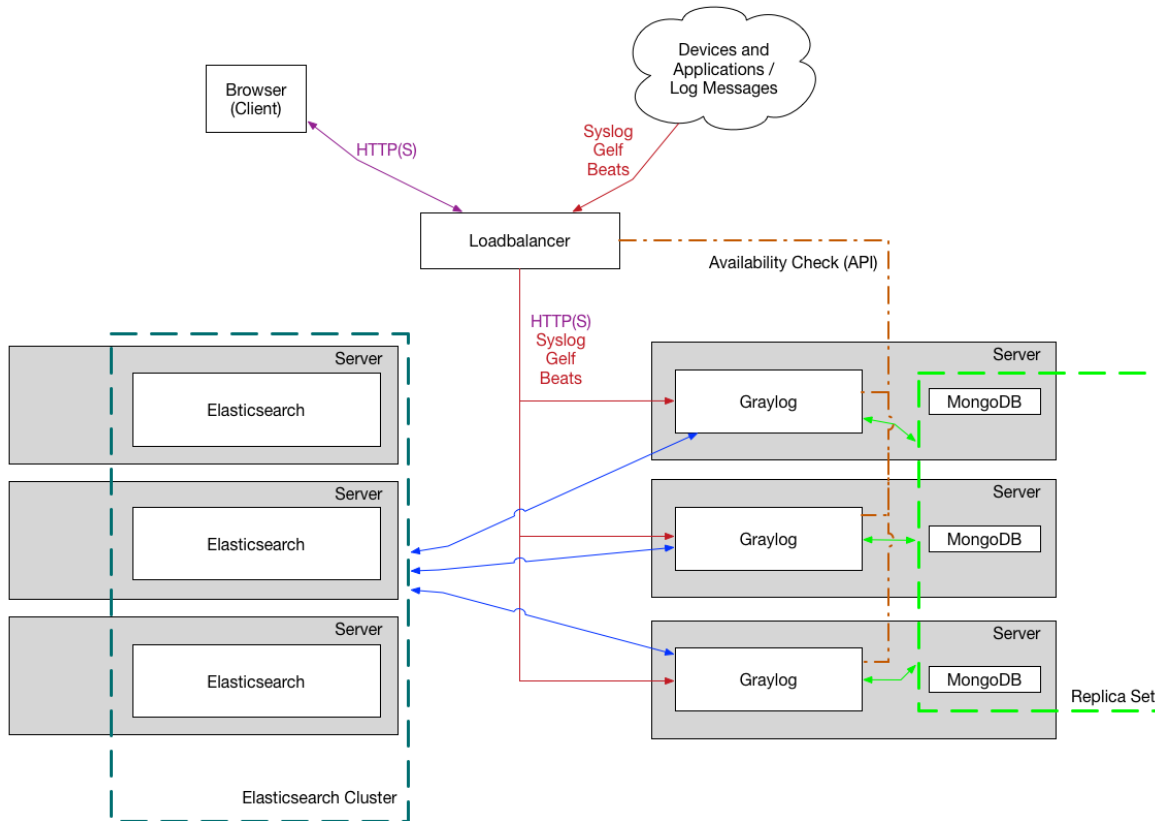 Devices and
Applications /
Log Messages
Browser
(Client)
Syslog
Gelf
Beats
HTTP(S)
Loadbalancer
Availability Check (API)
HTTP(S)
Syslog
Gelf
Beats
Server
Elasticsearch
Server
Elasticsearch
Server
Elasticsearch
Elasticsearch Cluster
Server
Graylog
MongoDB
Server
Graylog
MongoDB
Server
Graylog
MongoDB
Replica Set